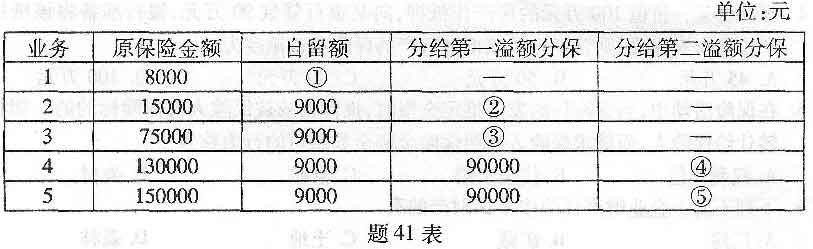 单位:元
业务 原保险金额 自留额 分给第一溢额分保 分给第二溢额分保
1 8000 ①
2 15000 9000 ②
3 75000 9000 ③
4 130000 9000 90000 ④
5 150000 9000 90000 ⑤
题 41 表